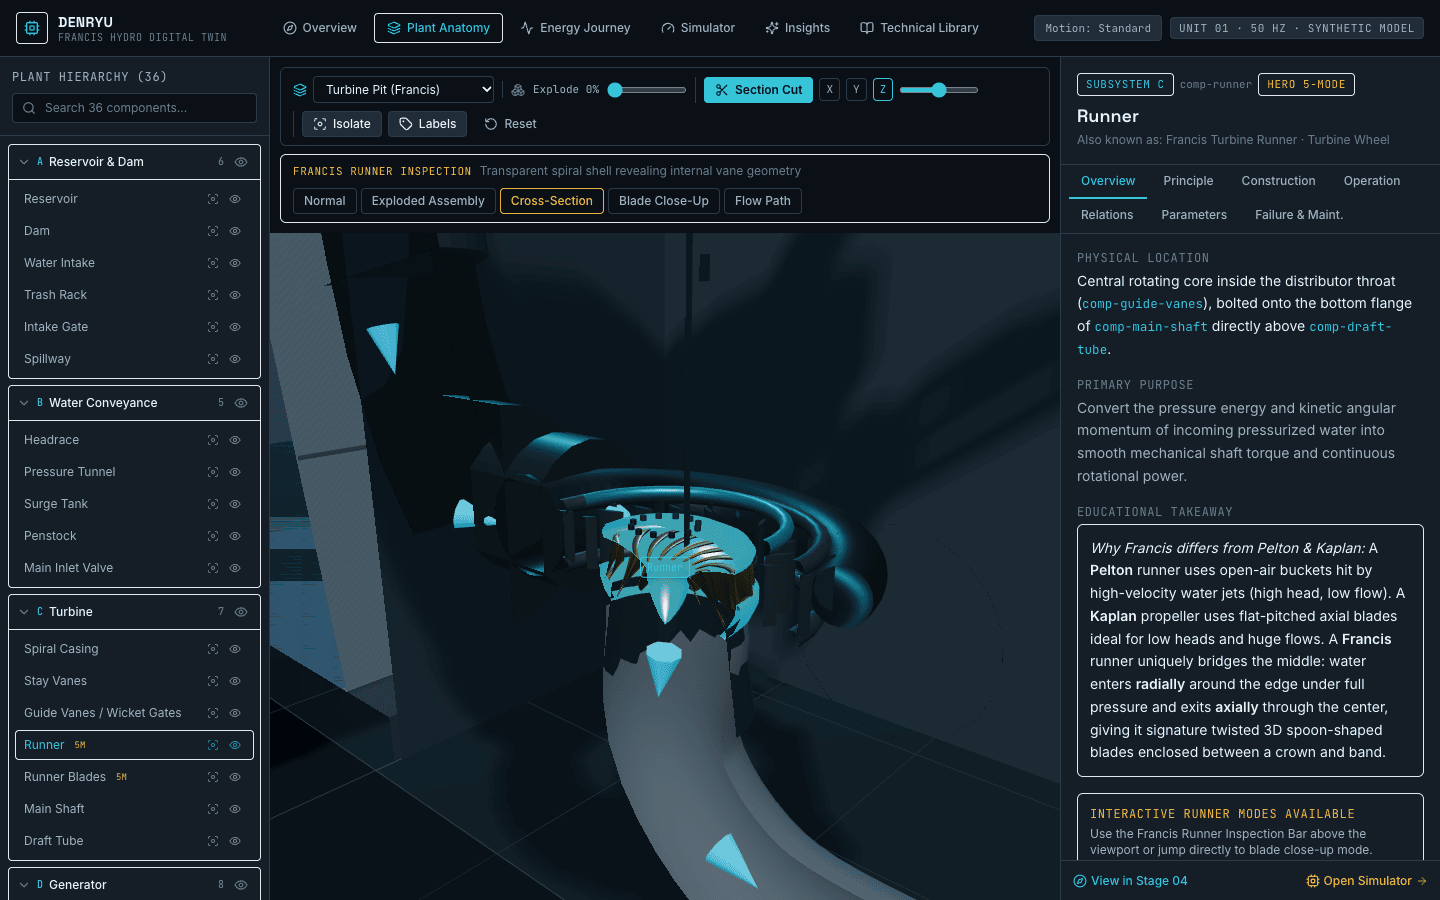 DENRYU
FRANCIS HYDRO DIGITAL TWIN
Overview
Plant Anatomy
Energy Journey
Simulator
Insights
Technical Library
Motion: Standard
UNIT 01 · 50 HZ · SYNTHETIC MODEL
PLANT HIERARCHY (36)
Search 36 components...
A Reservoir & Dam 6
Reservoir
Dam
Water Intake
Trash Rack
Intake Gate
Spillway
B Water Conveyance 5
Headrace
Pressure Tunnel
Surge Tank
Penstock
Main Inlet Valve
C Turbine 7
Spiral Casing
Stay Vanes
Guide Vanes / Wicket Gates
Runner 5M
Runner Blades 5M
Main Shaft
Draft Tube
D Generator 8
Turbine Pit (Francis)
Explode 0%
Section Cut
X
Y
Z
Isolate
Labels
Reset
FRANCIS RUNNER INSPECTION Transparent spiral shell revealing internal vane geometry
Normal
Exploded Assembly
Cross-Section
Blade Close-Up
Flow Path
Runner
SUBSYSTEM C comp-runner HERO 5-MODE
Runner
Also known as: Francis Turbine Runner · Turbine Wheel
Overview
Principle
Construction
Operation
Relations
Parameters
Failure & Maint.
PHYSICAL LOCATION
Central rotating core inside the distributor throat
(comp-guide-vanes), bolted onto the bottom flange
of comp-main-shaft directly above comp-draft-
tube.
PRIMARY PURPOSE
Convert the pressure energy and kinetic angular
momentum of incoming pressurized water into
smooth mechanical shaft torque and continuous
rotational power.
EDUCATIONAL TAKEAWAY
Why Francis differs from Pelton & Kaplan: A
Pelton runner uses open-air buckets hit by
high-velocity water jets (high head, low flow). A
Kaplan propeller uses flat-pitched axial blades
ideal for low heads and huge flows. A Francis
runner uniquely bridges the middle: water
enters radially around the edge under full
pressure and exits axially through the center,
giving it signature twisted 3D spoon-shaped
blades enclosed between a crown and band.
INTERACTIVE RUNNER MODES AVAILABLE
Use the Francis Runner Inspection Bar above the
viewport or jump directly to blade close-up mode.
View in Stage 04
Open Simulator →